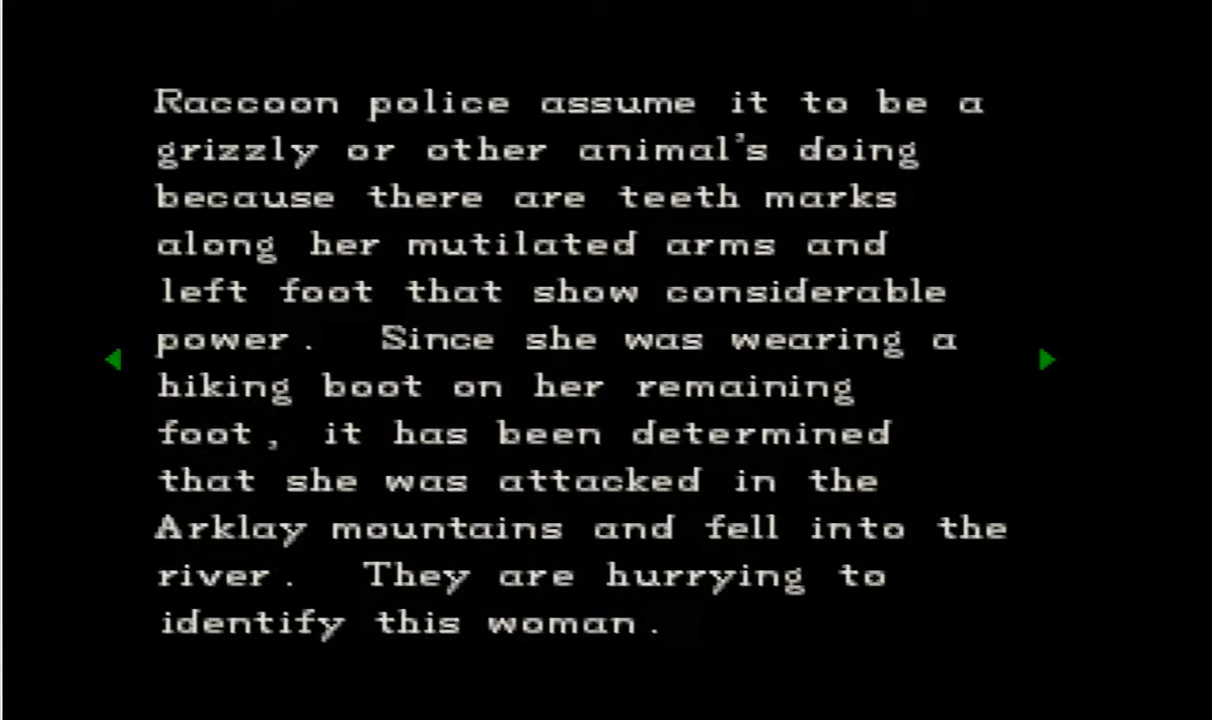 Raccoon police assume it to be a
grizzly or other animal's doing
because there are teeth marks
along her mutilated arms and
left foot that show considerable
power. Since she was wearing a
hiking boot on her remaining
foot, it has been determined
that she was attacked in the
Arklay mountains and fell into the
river. They are hurrying to
identify this woman.